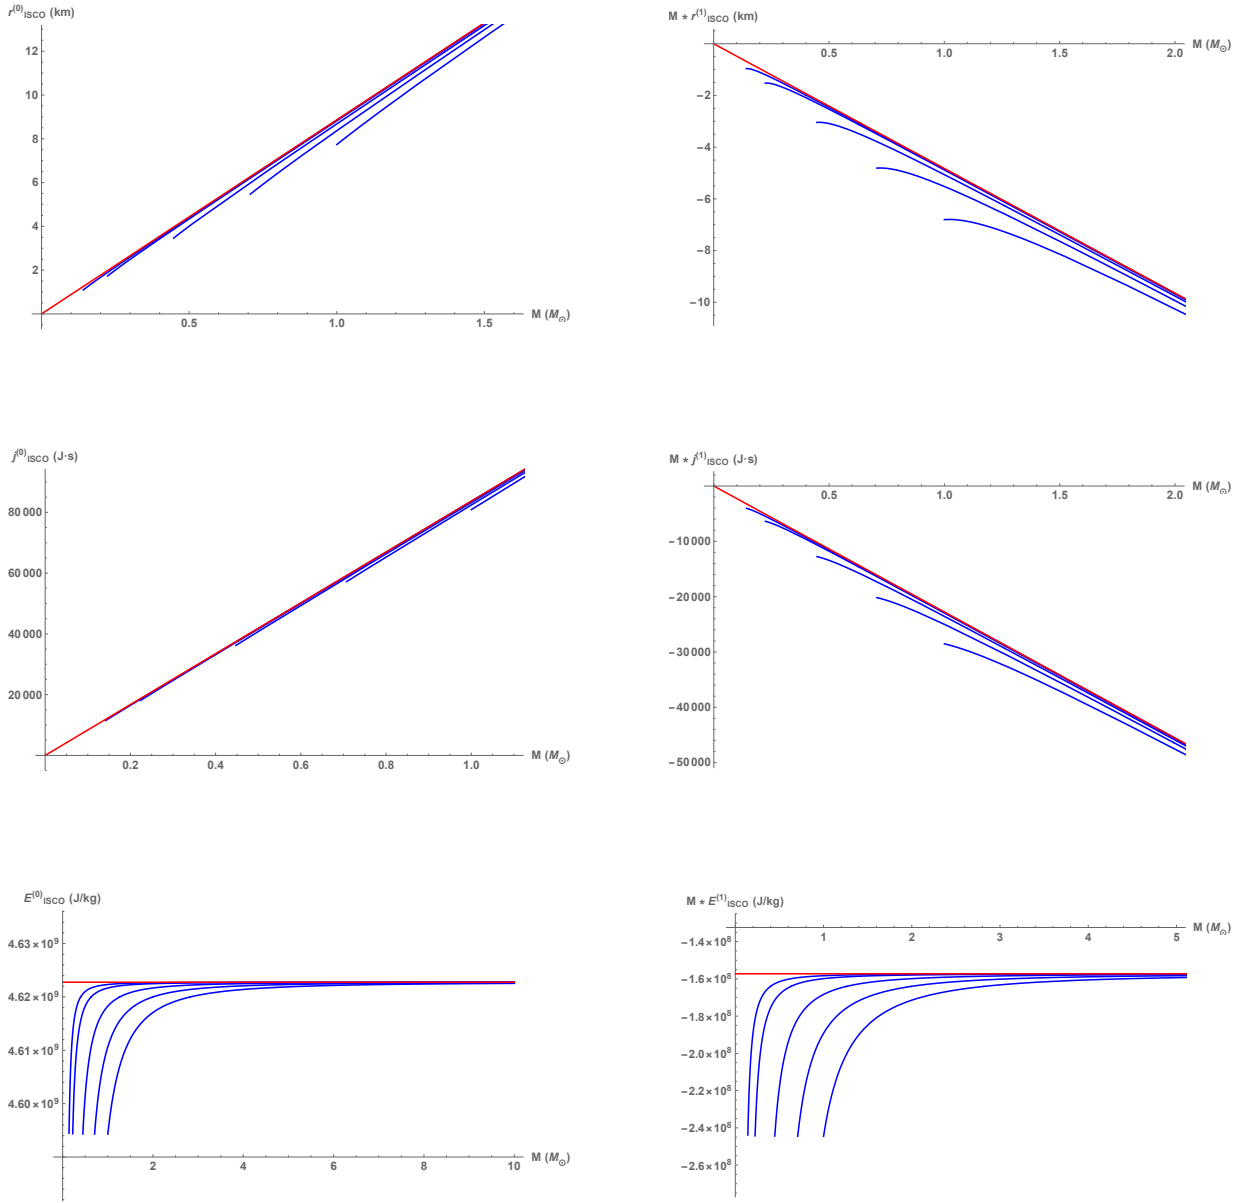 r⁽⁰⁾ISCO (km)
12
10
8
6
4
2
0.5 1.0 1.5 M (M⊙)
M * r⁽¹⁾ISCO (km)
0.5 1.0 1.5 2.0 M (M⊙)
−2
−4
−6
−8
−10
j⁽⁰⁾ISCO (J·s)
80 000
60 000
40 000
20 000
0.2 0.4 0.6 0.8 1.0 M (M⊙)
M * j⁽¹⁾ISCO (J·s)
0.5 1.0 1.5 2.0 M (M⊙)
−10 000
−20 000
−30 000
−40 000
−50 000
E⁽⁰⁾ISCO (J/kg)
4.63 × 10⁹
4.62 × 10⁹
4.61 × 10⁹
4.60 × 10⁹
2 4 6 8 10 M (M⊙)
M * E⁽¹⁾ISCO (J/kg)
1 2 3 4 5 M (M⊙)
−1.4 × 10⁸
−1.6 × 10⁸
−1.8 × 10⁸
−2.0 × 10⁸
−2.2 × 10⁸
−2.4 × 10⁸
−2.6 × 10⁸